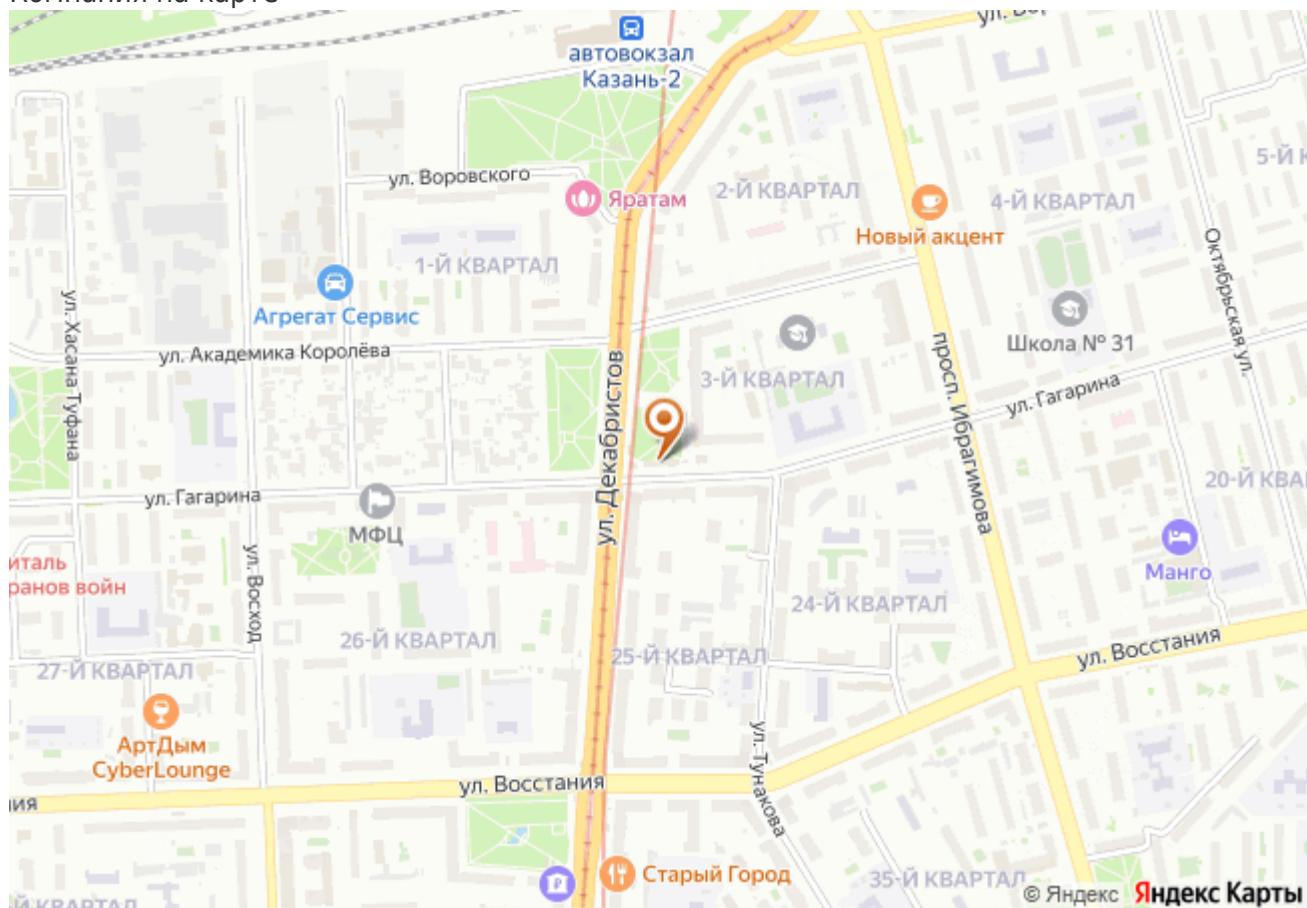 Компания на карте
автовокзал
Казань-2
ул. Воровского
Яратам
2-Й КВАРТАЛ
4-Й КВАРТАЛ
Новый акцент
1-Й КВАРТАЛ
Агрегат Сервис
ул. Хасана Туфана
ул. Академика Королёва
ул. Декабристов
3-Й КВАРТАЛ
просп. Ибрагимова
Школа № 31
Октябрьская ул.
ул. Гагарина
ул. Гагарина
МФЦ
ул. Восход
26-Й КВАРТАЛ
27-Й КВАРТАЛ
25-Й КВАРТАЛ
24-Й КВАРТАЛ
Манго
ул. Восстания
АртДым
CyberLounge
ул. Восстания
ул. Тунакова
Старый Город
35-Й КВАРТАЛ
© Яндекс Яндекс Карты